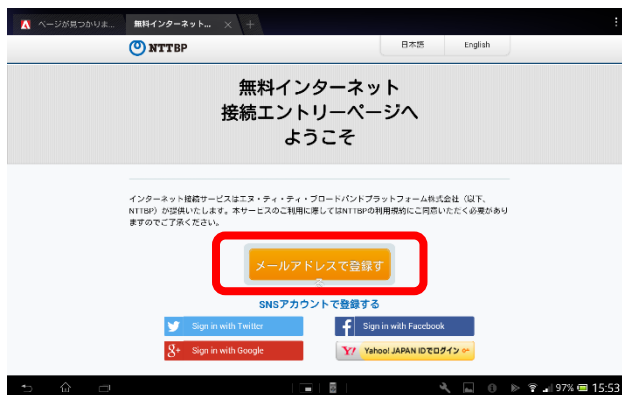 ページが見つかりま...
無料インターネット...
NTTBP
日本語
English
無料インターネット
接続エントリーページへ
ようこそ
インターネット接続サービスはエヌ・ティ・ティ・ブロードバンドプラットフォーム株式会社（以下、
NTTBP）が提供いたします。本サービスのご利用に際してはNTTBPの利用規約にご同意いただく必要があり
ますのでご了承ください。
メールアドレスで登録す
SNSアカウントで登録する
Sign in with Twitter
Sign in with Facebook
Sign in with Google
Yahoo! JAPAN IDでログイン
97%
15:53